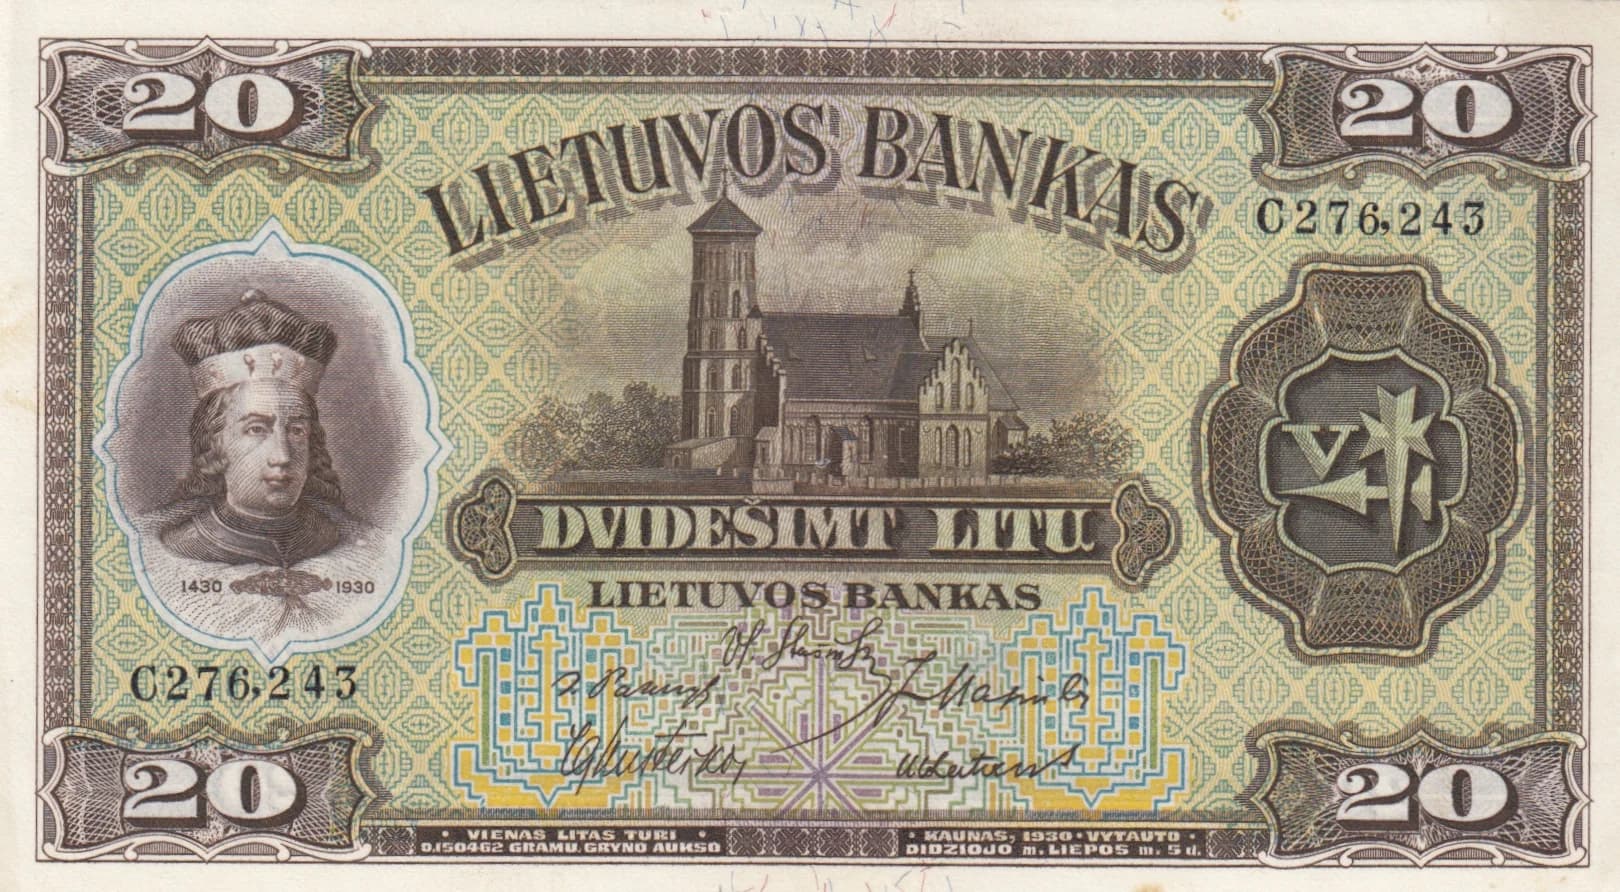 20
20
LIETUVOS BANKAS
C276,243
V
1430 1930
DVIDEŠIMT LITŲ
LIETUVOS BANKAS
C276,243
20
20
• VIENAS LITAS TURI •
0.150462 GRAMŲ GRYNO AUKSO
• KAUNAS, 1930 • VYTAUTO •
DIDŽIOJO m. LIEPOS m. 5 d.